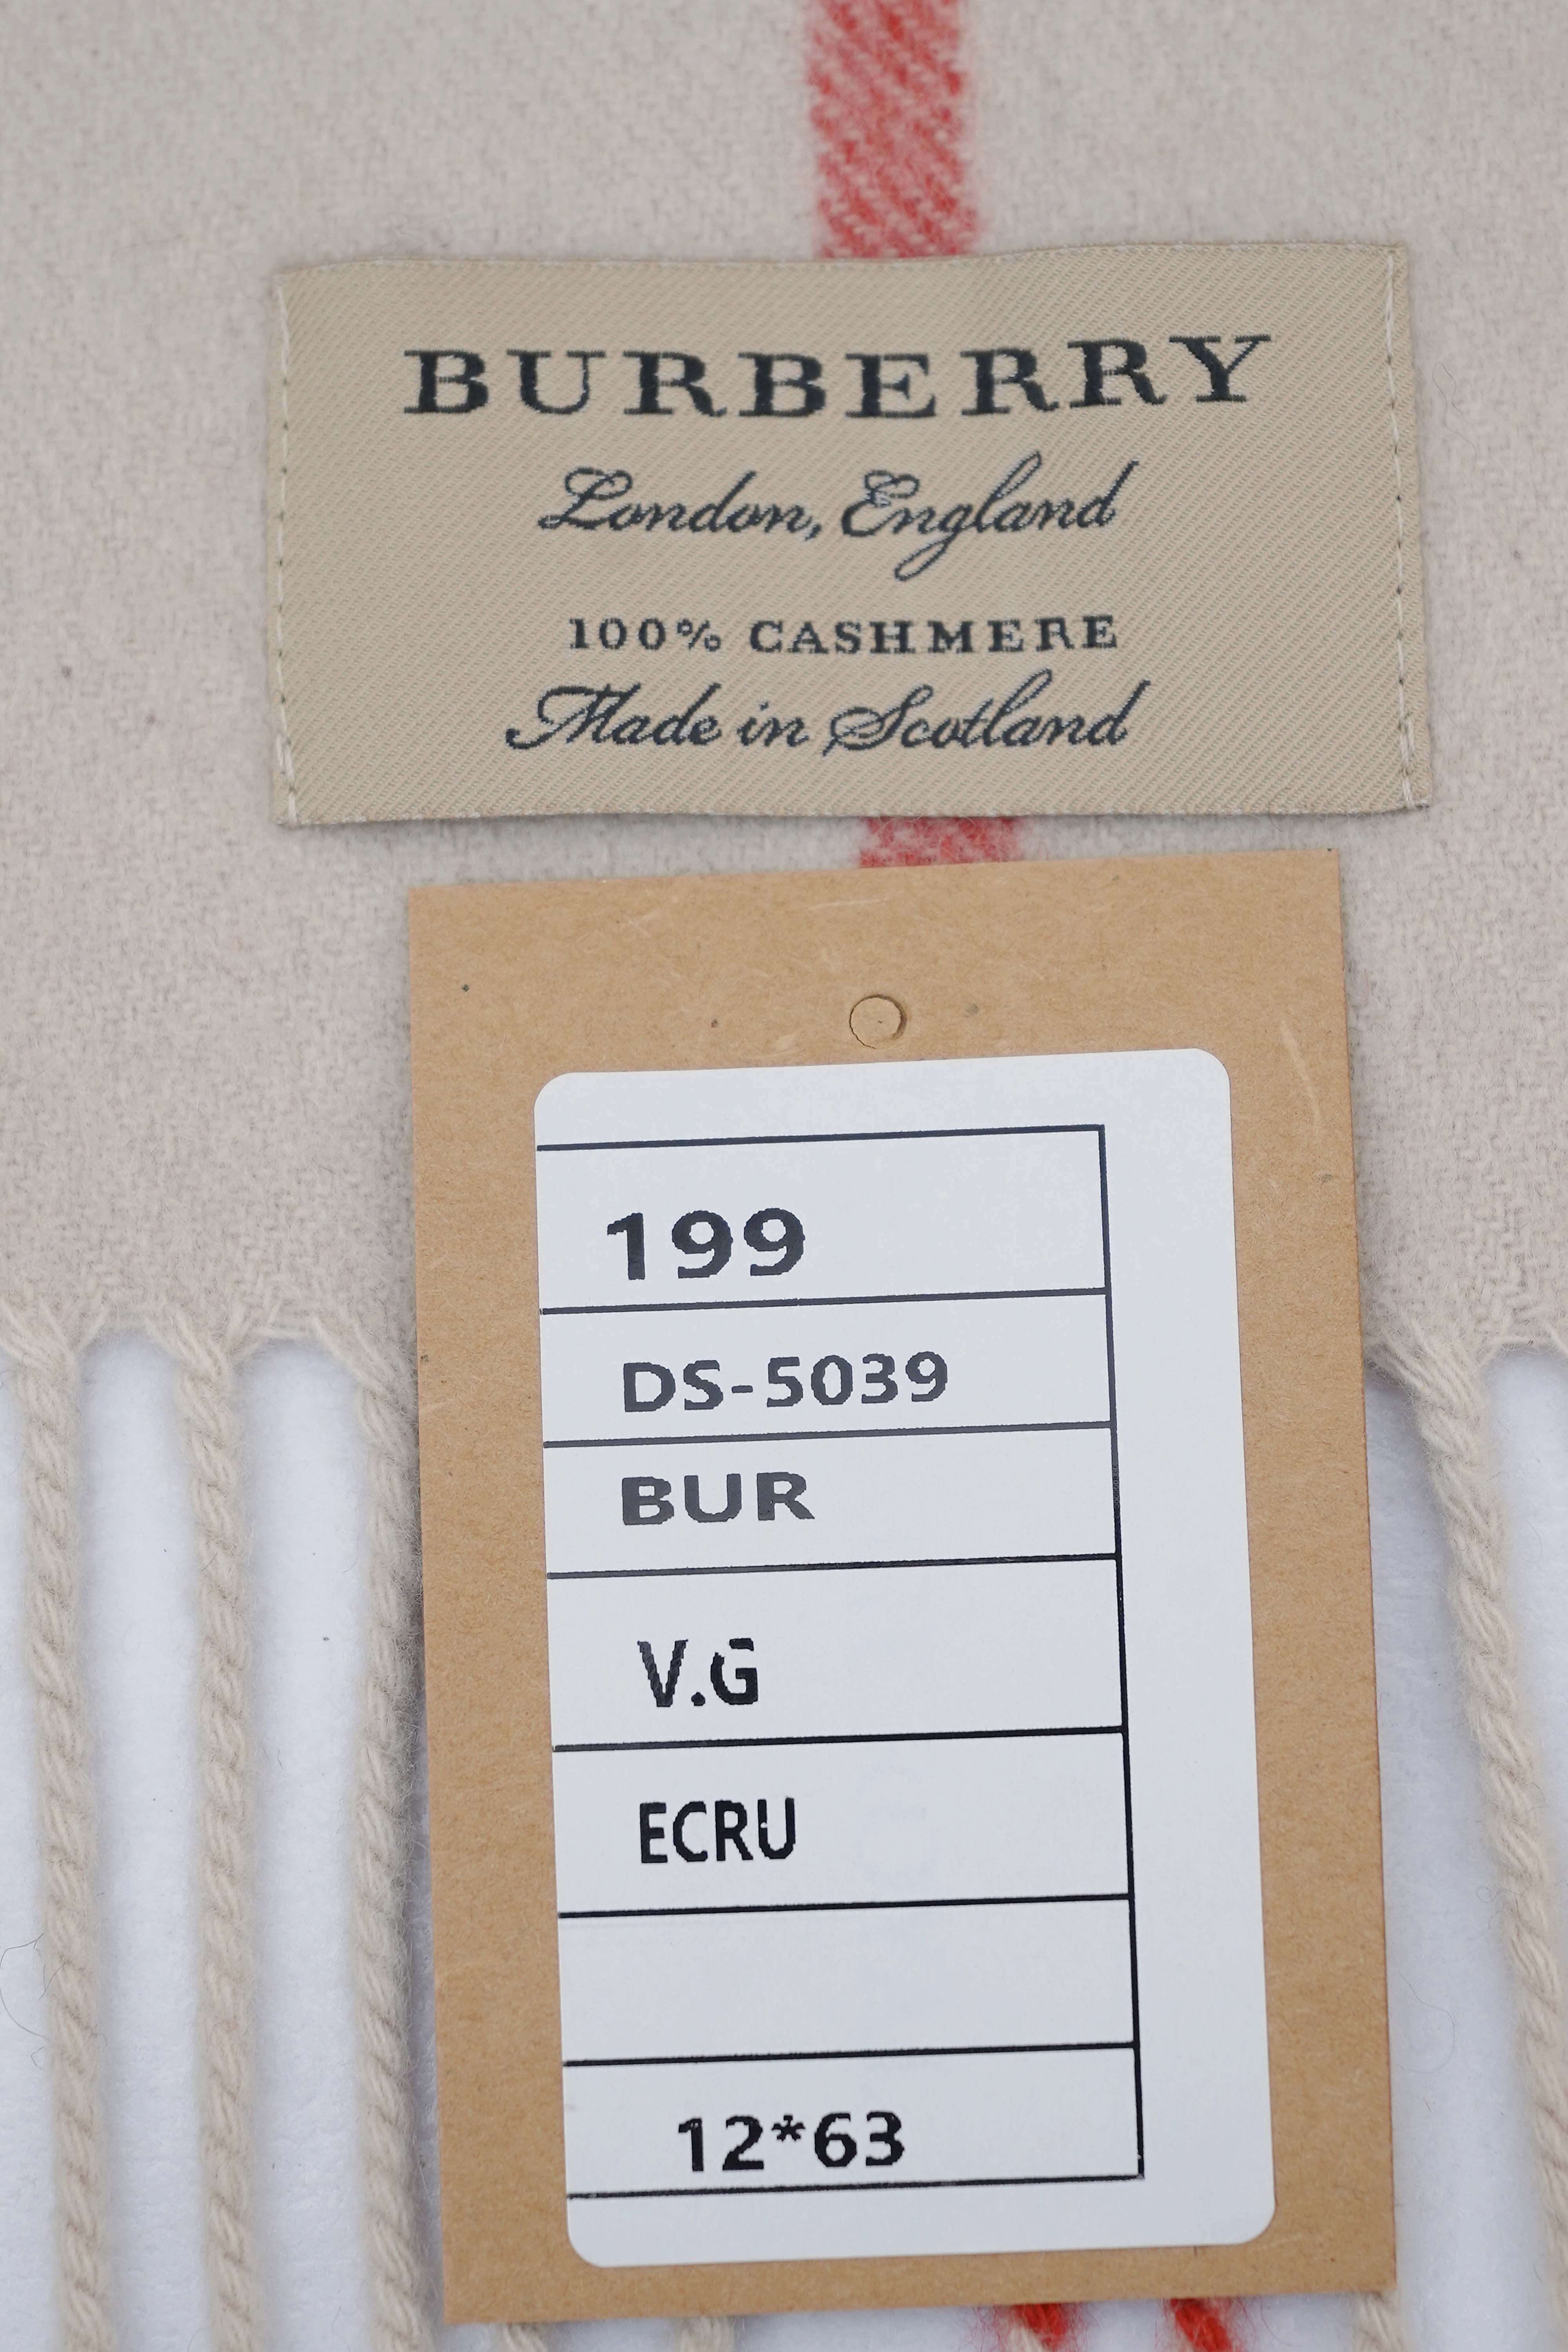 BURBERRY
London, England
100% CASHMERE
Made in Scotland
199
DS-5039
BUR
V.G
ECRU
12*63